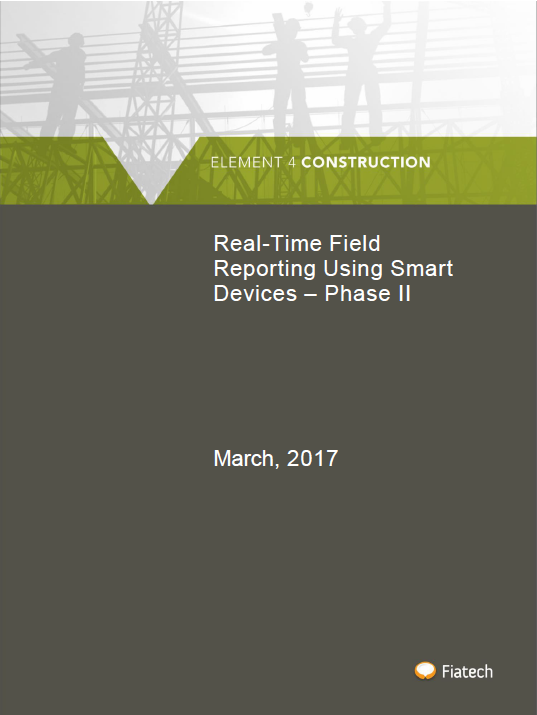 ELEMENT 4 CONSTRUCTION
Real-Time Field
Reporting Using Smart
Devices – Phase II
March, 2017
Fiatech